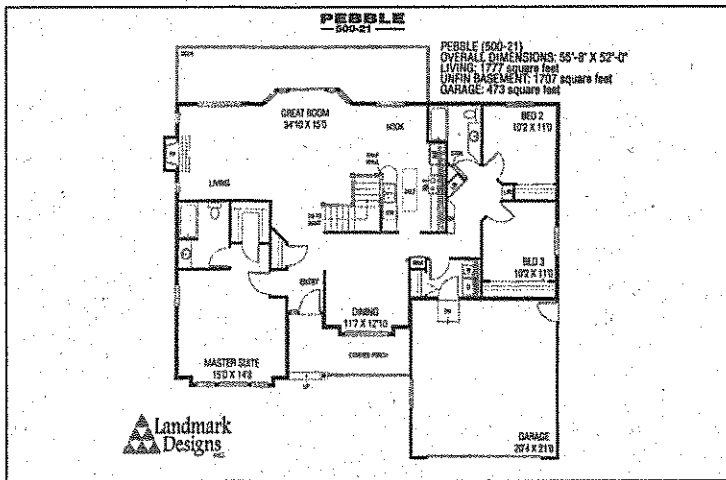 PEBBLE
500-21
PEBBLE (500-21)
OVERALL DIMENSIONS: 55'-8" X 52'-0"
LIVING: 1777 square feet
UNFIN BASEMENT: 1707 square feet
GARAGE: 473 square feet
GREAT ROOM
34'10 X 15'5
NOOK
BED 2
10'2 X 11'0
LIVING
BED 3
10'2 X 11'0
ENTRY
DINING
11'7 X 12'10
COVERED PORCH
MASTER SUITE
15'0 X 14'8
UP
Landmark
Designs
INC.
GARAGE
20'4 X 21'8